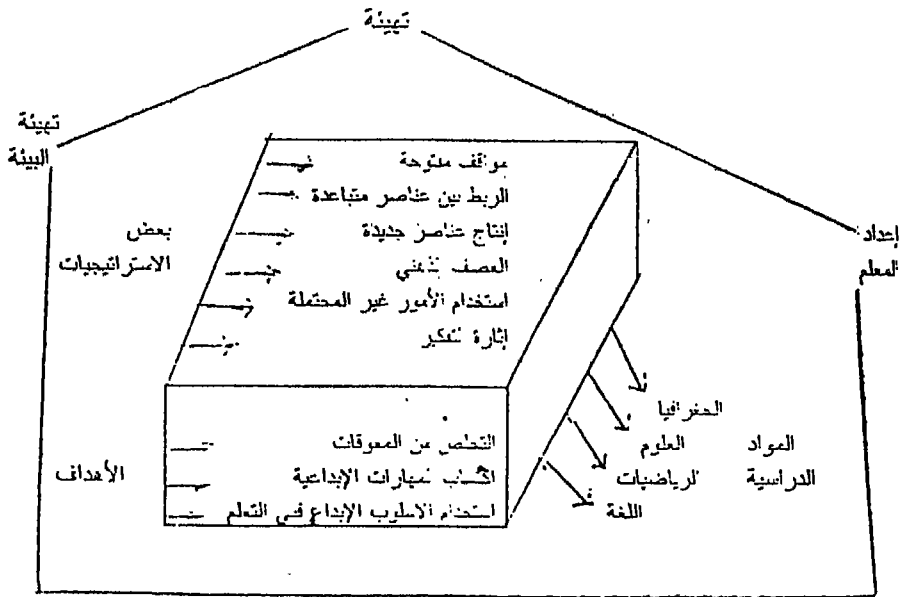 تهيئة
تهيئة
البيئة
مواقف مفتوحة
الربط بين عناصر متباعدة
إنتاج عناصر جديدة
العصف الذهني
استخدام الأمور غير المحتملة
إثارة التفكير
بعض
الاستراتيجيات
إعداد
المعلم
التخلص من المعوقات
اكتساب المهارات الإبداعية
استخدام الاسلوب الإبداع في التعلم
الأهداف
الجغرافيا
العلوم
الرياضيات
اللغة
المواد
الدراسية